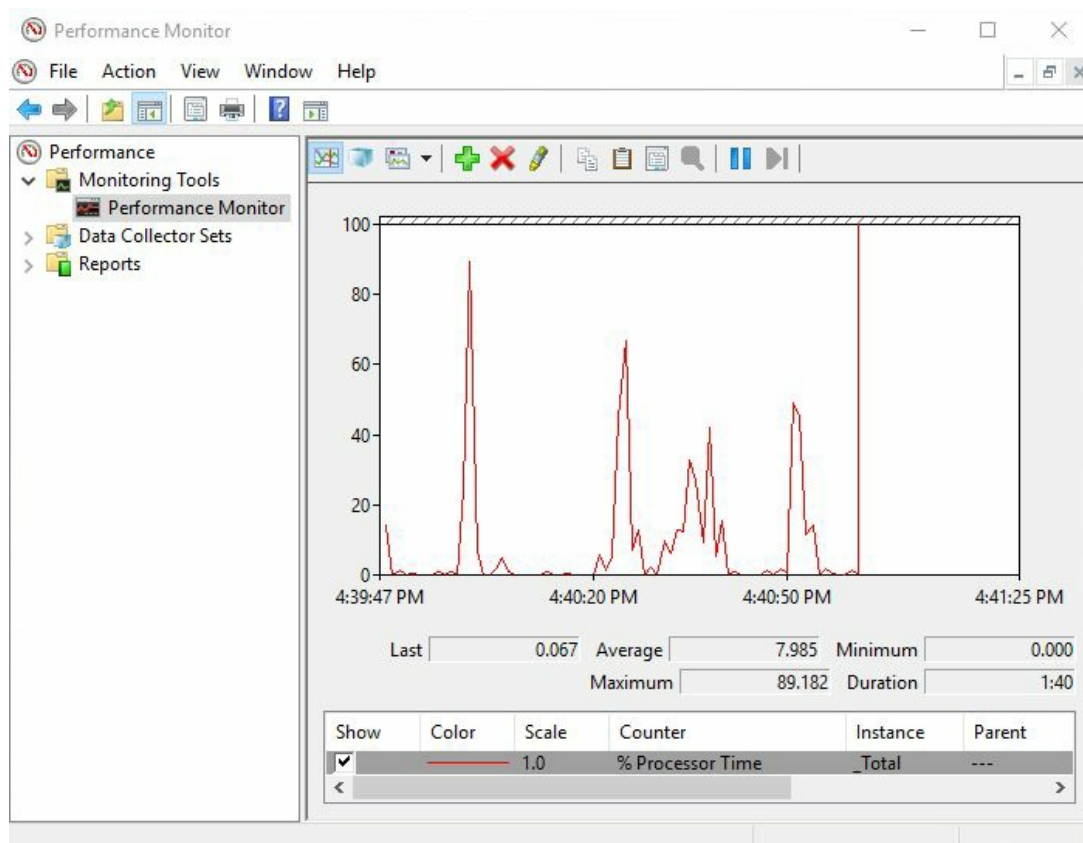 Performance Monitor
File Action View Window Help
Performance
Monitoring Tools
Performance Monitor
Data Collector Sets
Reports
100
80
60
40
20
0
4:39:47 PM 4:40:20 PM 4:40:50 PM 4:41:25 PM
Last 0.067 Average 7.985 Minimum 0.000
Maximum 89.182 Duration 1:40
Show Color Scale Counter Instance Parent
1.0 % Processor Time _Total ---